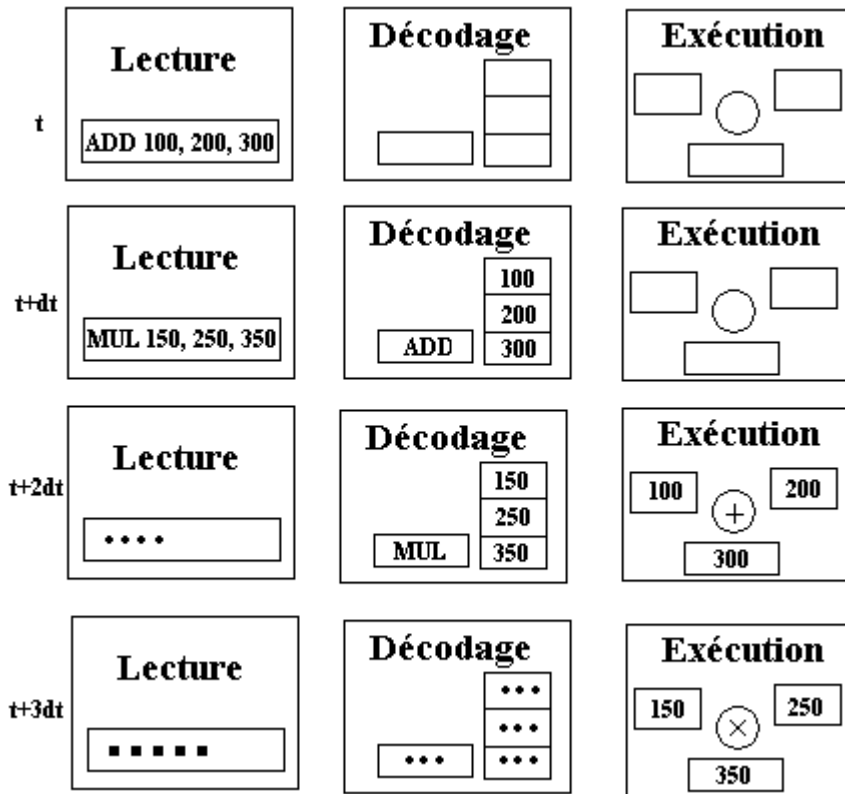 Lecture
Décodage
Exécution
t
ADD 100, 200, 300
Lecture
Décodage
Exécution
100
t+dt
200
MUL 150, 250, 350
ADD
300
Lecture
Décodage
Exécution
150
100
200
t+2dt
250
+
••••
MUL
350
300
Lecture
Décodage
Exécution
•••
t+3dt
150
250
•••
×
▪▪▪▪▪
•••
•••
350